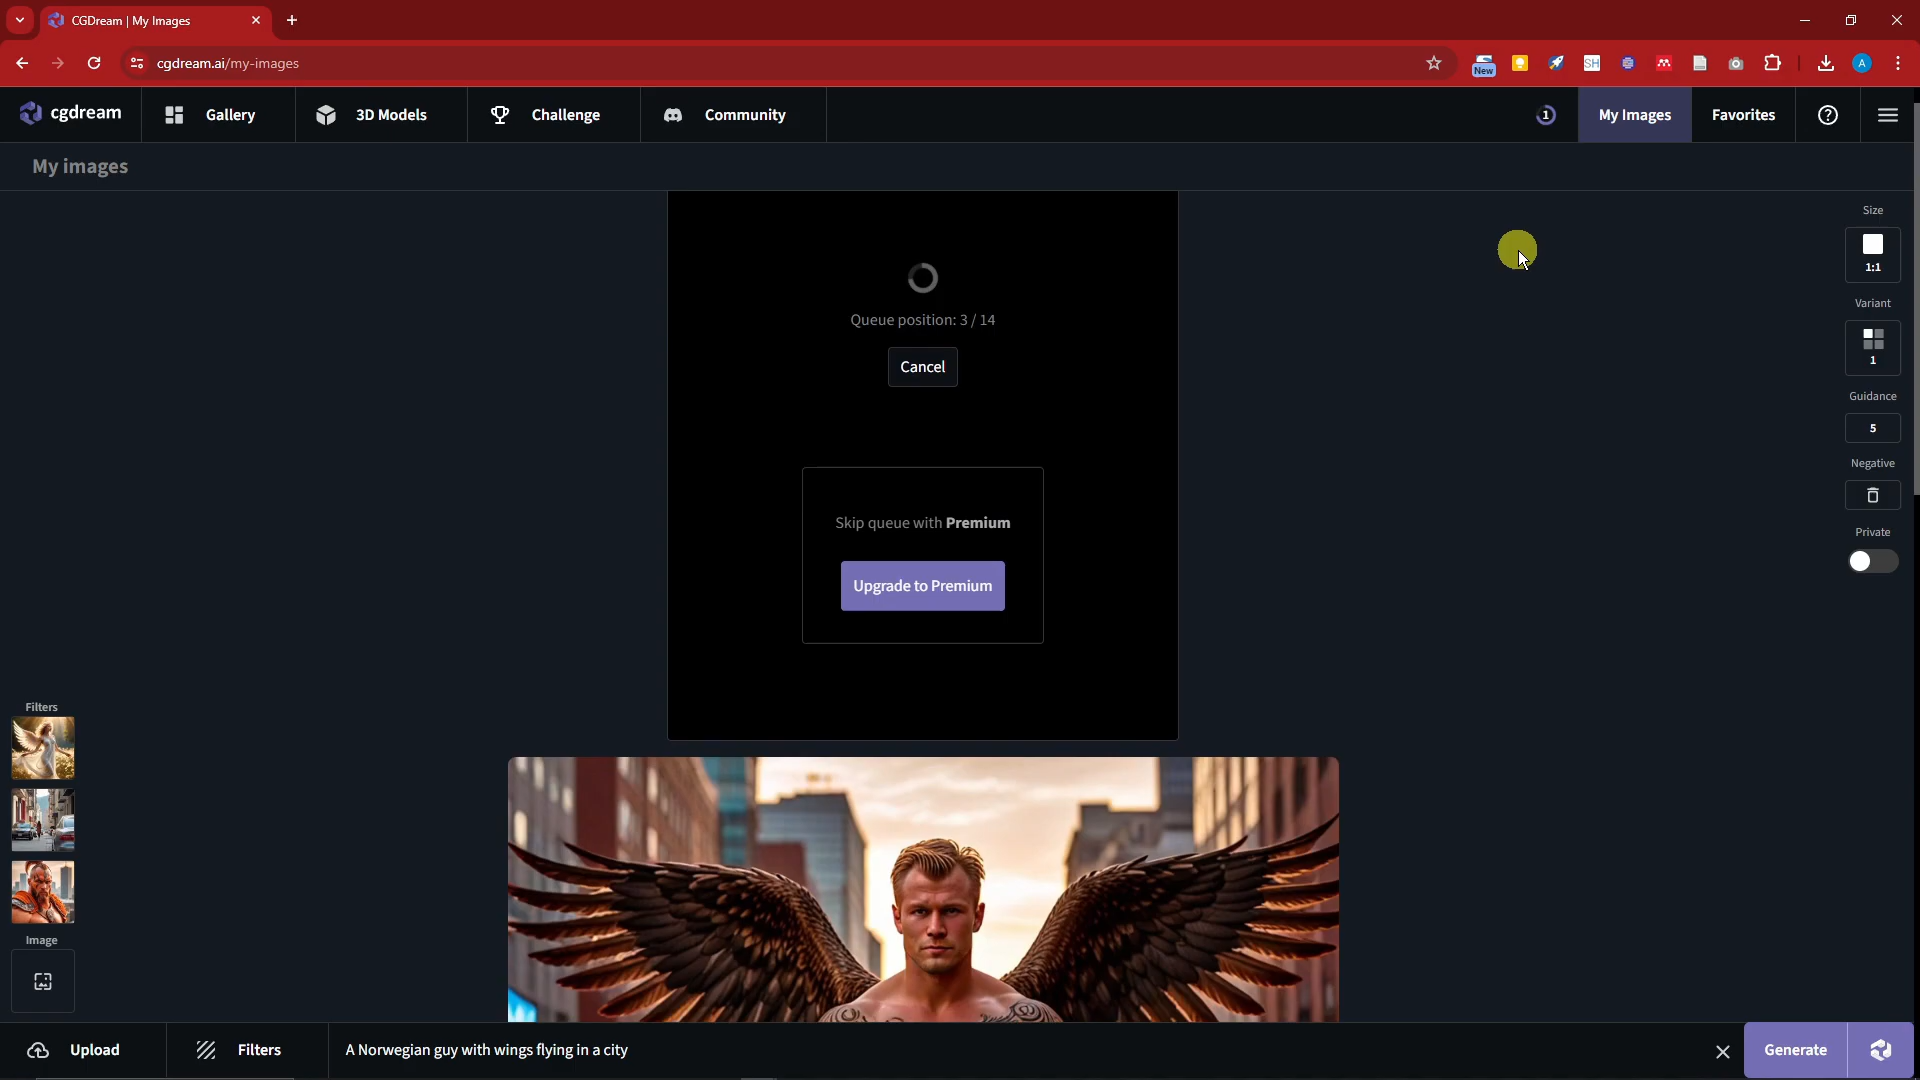 CGDream | My Images
cgdream.ai/my-images
New
SH
A
cgdream
Gallery
3D Models
Challenge
Community
1
My Images
Favorites
My images
Size
1:1
Variant
1
Guidance
5
Negative
Private
Queue position: 3 / 14
Cancel
Skip queue with Premium
Upgrade to Premium
Filters
Image
Upload
Filters
A Norwegian guy with wings flying in a city
Generate